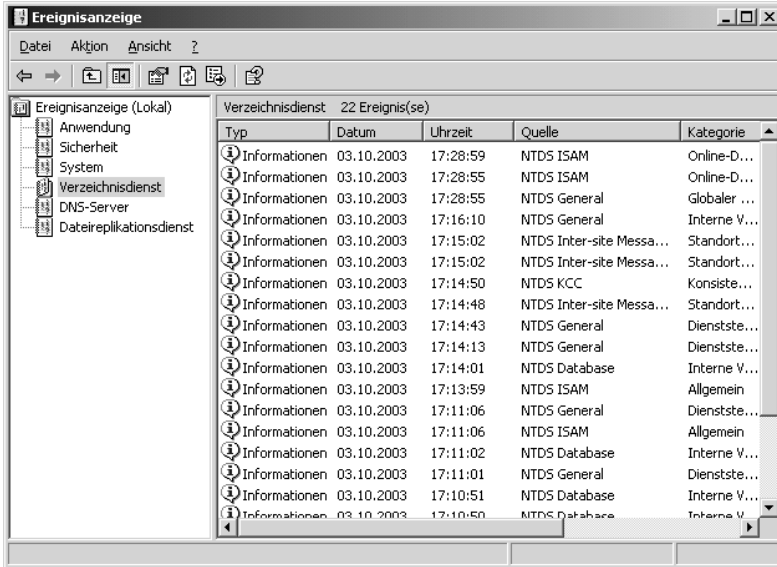 Ereignisanzeige
Datei Aktion Ansicht ?
Ereignisanzeige (Lokal)
Anwendung
Sicherheit
System
Verzeichnisdienst
DNS-Server
Dateireplikationsdienst
Verzeichnisdienst 22 Ereignis(se)
Typ Datum Uhrzeit Quelle Kategorie
Informationen 03.10.2003 17:28:59 NTDS ISAM Online-D...
Informationen 03.10.2003 17:28:55 NTDS ISAM Online-D...
Informationen 03.10.2003 17:28:55 NTDS General Globaler ...
Informationen 03.10.2003 17:16:10 NTDS General Interne V...
Informationen 03.10.2003 17:15:02 NTDS Inter-site Messa... Standort...
Informationen 03.10.2003 17:15:02 NTDS Inter-site Messa... Standort...
Informationen 03.10.2003 17:14:50 NTDS KCC Konsiste...
Informationen 03.10.2003 17:14:48 NTDS Inter-site Messa... Standort...
Informationen 03.10.2003 17:14:43 NTDS General Dienstste...
Informationen 03.10.2003 17:14:13 NTDS General Dienstste...
Informationen 03.10.2003 17:14:01 NTDS Database Interne V...
Informationen 03.10.2003 17:13:59 NTDS ISAM Allgemein
Informationen 03.10.2003 17:11:06 NTDS General Dienstste...
Informationen 03.10.2003 17:11:06 NTDS ISAM Allgemein
Informationen 03.10.2003 17:11:02 NTDS Database Interne V...
Informationen 03.10.2003 17:11:01 NTDS General Dienstste...
Informationen 03.10.2003 17:10:51 NTDS Database Interne V...
Informationen 03.10.2003 17:10:50 NTDS Database Interne V...